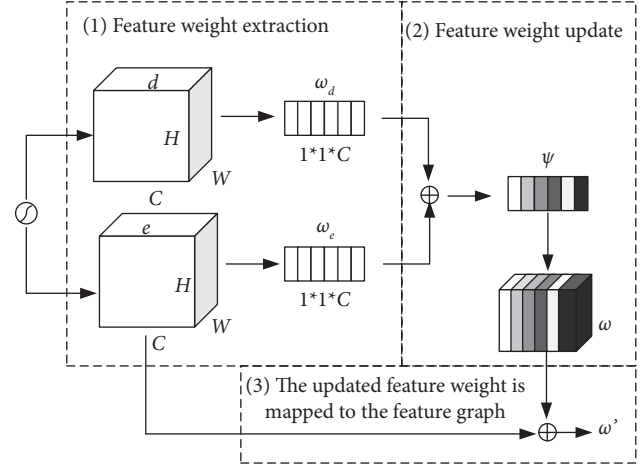 (1) Feature weight extraction
(2) Feature weight update
d
H
W
C
ω_d
1*1*C
e
H
W
C
ω_e
1*1*C
ψ
ω
(3) The updated feature weight is
mapped to the feature graph
ω’